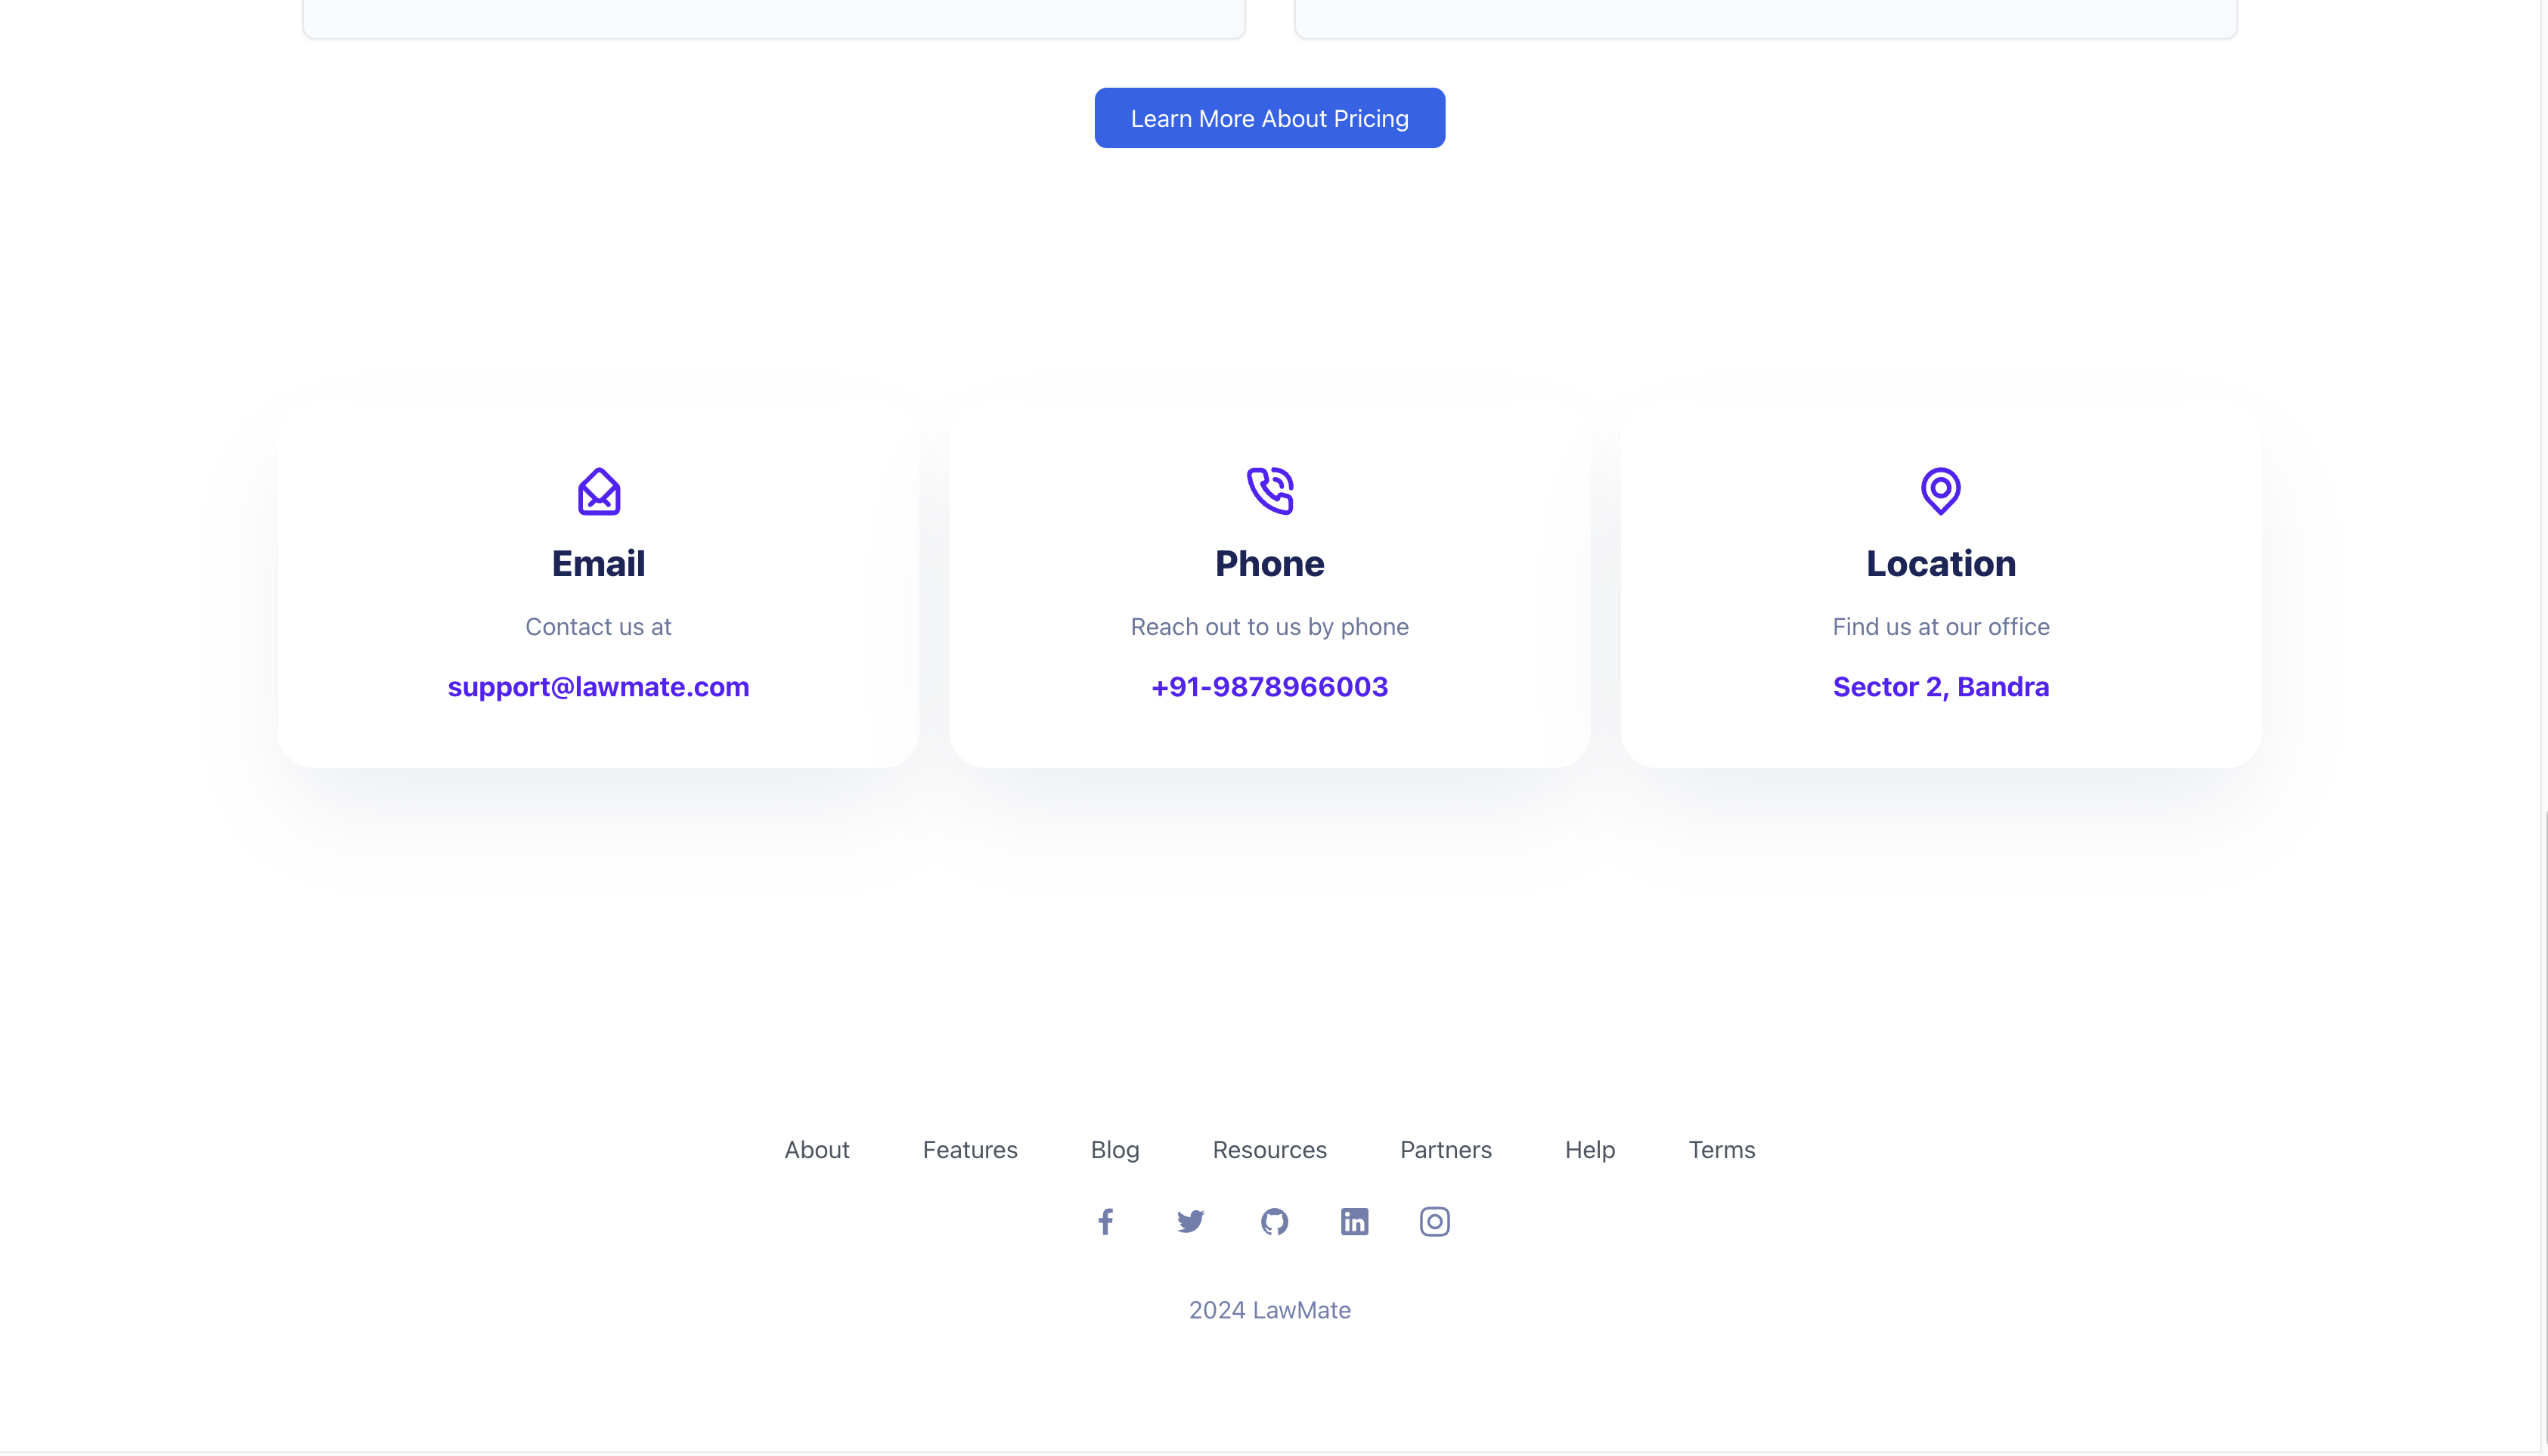 Learn More About Pricing
Email
Contact us at
support@lawmate.com
Phone
Reach out to us by phone
+91-9878966003
Location
Find us at our office
Sector 2, Bandra
About Features Blog Resources Partners Help Terms
2024 LawMate